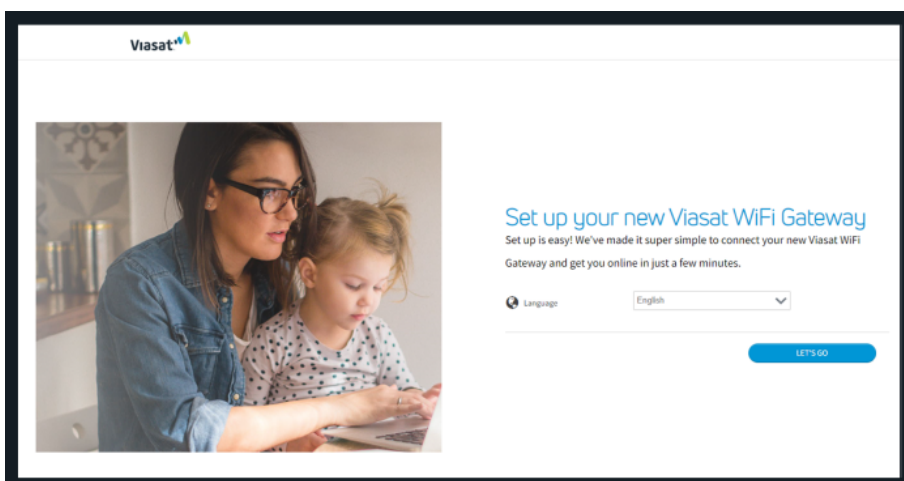 Viasat
Set up your new Viasat WiFi Gateway
Set up is easy! We've made it super simple to connect your new Viasat WiFi
Gateway and get you online in just a few minutes.
Language
English
LET'S GO